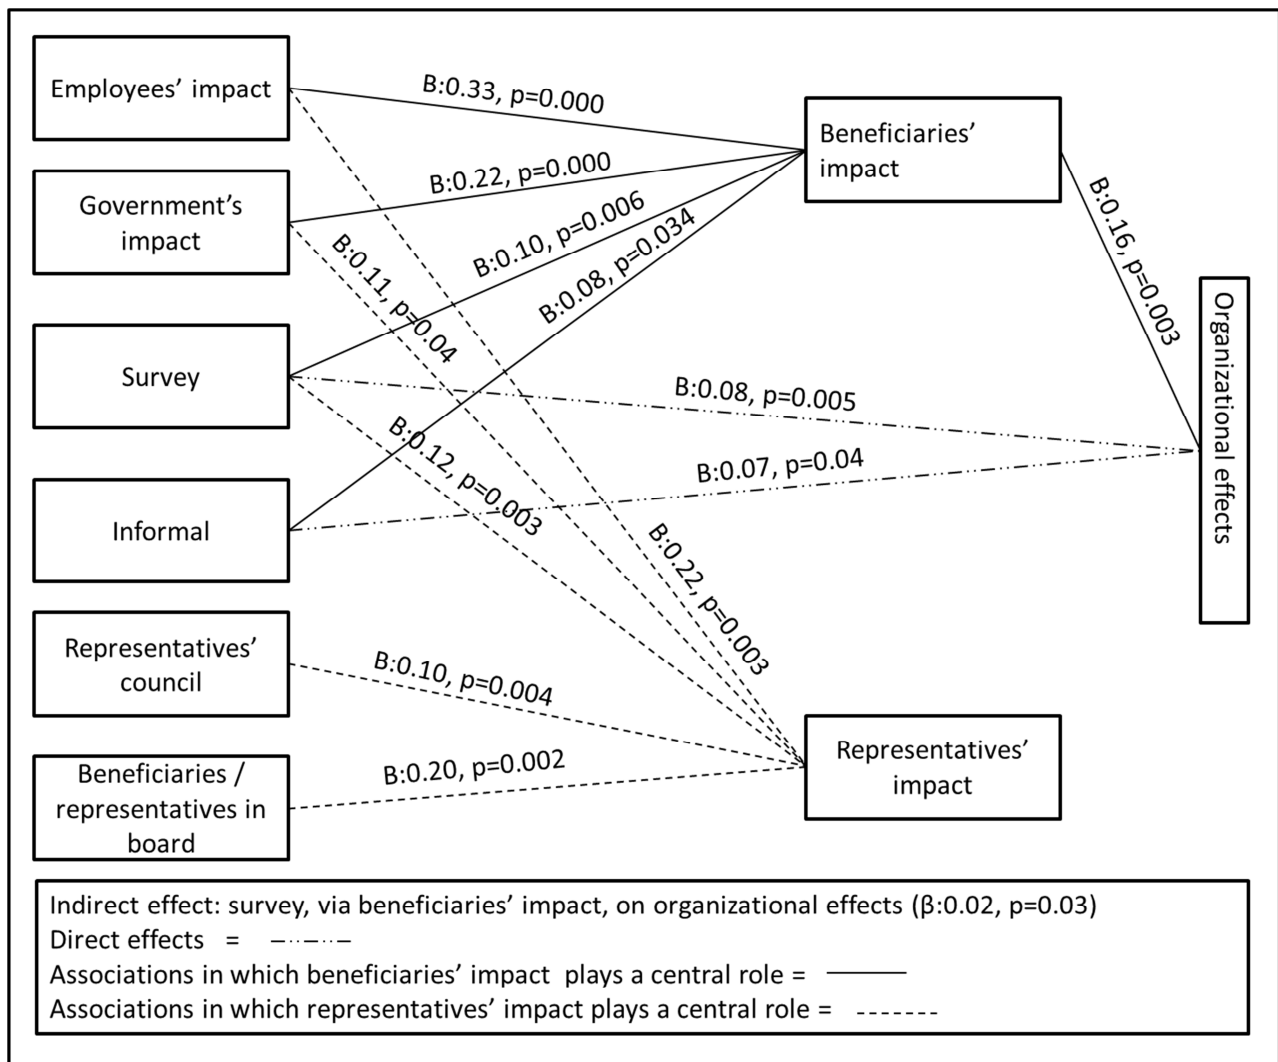 Employees’ impact
B:0.33, p=0.000
Beneficiaries’
impact
Government’s
impact
B:0.22, p=0.000
B:0.10, p=0.006
B:0.08, p=0.034
B:0.11, p=0.04
B:0.16, p=0.003
Survey
B:0.08, p=0.005
Organizational effects
B:0.12, p=0.003
B:0.07, p=0.04
Informal
B:0.22, p=0.003
Representatives’
council
B:0.10, p=0.004
Representatives’
impact
Beneficiaries /
representatives in
board
B:0.20, p=0.002
Indirect effect: survey, via beneficiaries’ impact, on organizational effects (β:0.02, p=0.03)
Direct effects =
Associations in which beneficiaries’ impact plays a central role =
Associations in which representatives’ impact plays a central role =